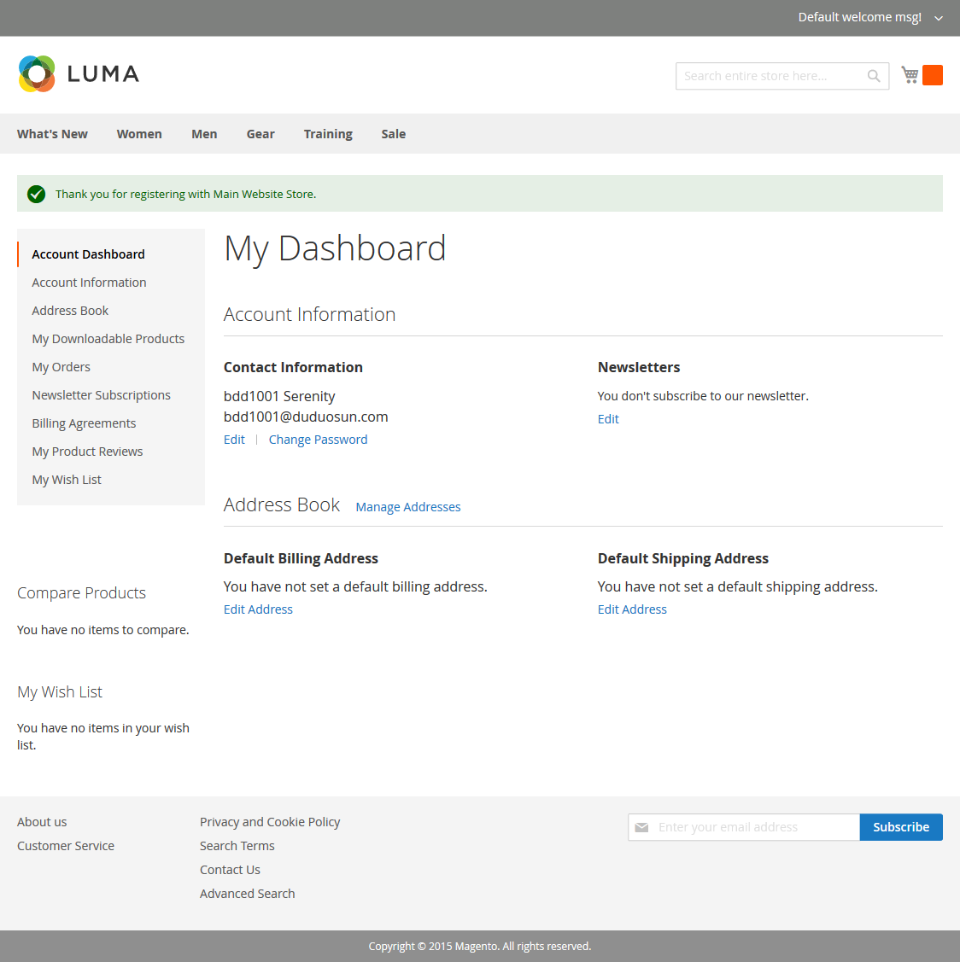 Default welcome msg!
LUMA
Search entire store here...
What's New Women Men Gear Training Sale
Thank you for registering with Main Website Store.
Account Dashboard
Account Information
Address Book
My Downloadable Products
My Orders
Newsletter Subscriptions
Billing Agreements
My Product Reviews
My Wish List
Compare Products
You have no items to compare.
My Wish List
You have no items in your wish
list.
My Dashboard
Account Information
Contact Information
bdd1001 Serenity
bdd1001@duduosun.com
Edit | Change Password
Newsletters
You don't subscribe to our newsletter.
Edit
Address Book Manage Addresses
Default Billing Address
You have not set a default billing address.
Edit Address
Default Shipping Address
You have not set a default shipping address.
Edit Address
About us
Customer Service
Privacy and Cookie Policy
Search Terms
Contact Us
Advanced Search
Enter your email address
Subscribe
Copyright © 2015 Magento. All rights reserved.